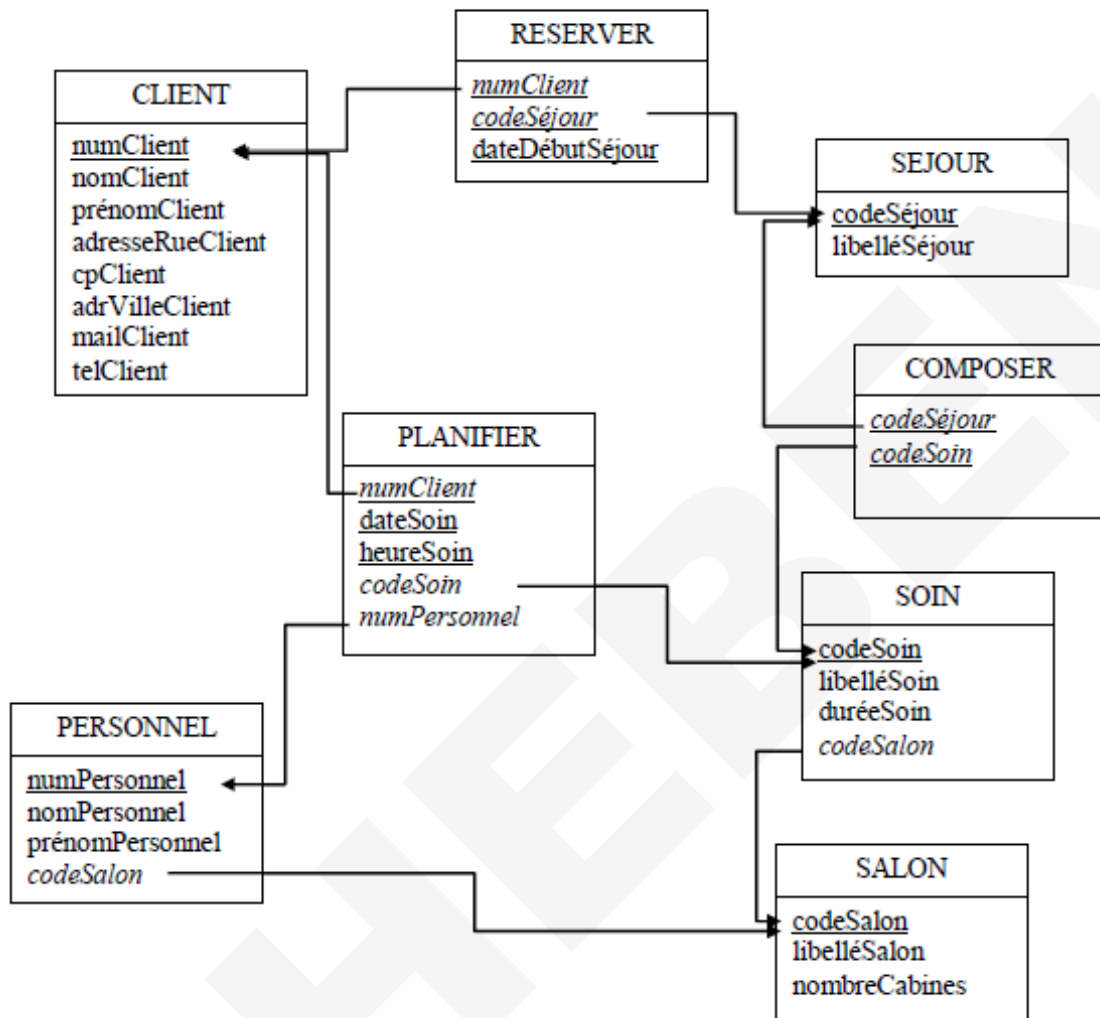 RESERVER
numClient
codeSéjour
dateDébutSéjour
CLIENT
numClient
nomClient
prénomClient
adresseRueClient
cpClient
adrVilleClient
mailClient
telClient
SEJOUR
codeSéjour
libelléSéjour
COMPOSER
codeSéjour
codeSoin
PLANIFIER
numClient
dateSoin
heureSoin
codeSoin
numPersonnel
SOIN
codeSoin
libelléSoin
duréeSoin
codeSalon
PERSONNEL
numPersonnel
nomPersonnel
prénomPersonnel
codeSalon
SALON
codeSalon
libelléSalon
nombreCabines